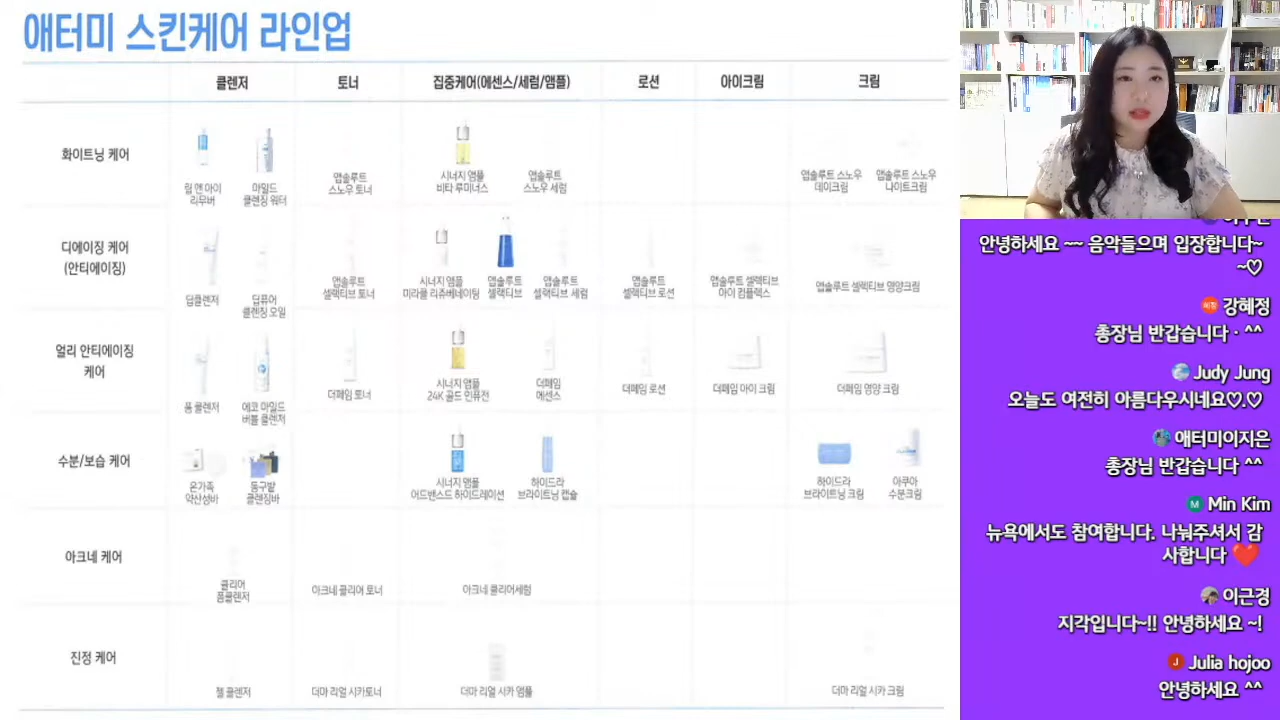 애터미 스킨케어 라인업
클렌저
토너
집중케어(에센스/세럼/앰플)
로션
아이크림
크림
화이트닝 케어
립 앤 아이
리무버
마일드
클렌징 워터
앱솔루트
스노우 토너
시너지 앰플
비타 루미너스
앱솔루트
스노우 세럼
앱솔루트 스노우
데이크림
앱솔루트 스노우
나이트크림
디에이징 케어
(안티에이징)
딥클렌저
딥퓨어
클렌징 오일
앱솔루트
셀렉티브 토너
시너지 앰플
미라클 리쥬베네이팅
앱솔루트
셀렉티브
앱솔루트
셀렉티브 세럼
앱솔루트
셀렉티브 로션
앱솔루트 셀렉티브
아이 컴플렉스
앱솔루트 셀렉티브 영양크림
얼리 안티에이징
케어
폼 클렌저
에코 마일드
버블 클렌저
더페임 토너
시너지 앰플
24K 골드 인퓨전
더페임
에센스
더페임 로션
더페임 아이 크림
더페임 영양 크림
수분/보습 케어
온가족
약산성바
동구밭
클렌징바
시너지 앰플
어드밴스드 하이드레이션
하이드라
브라이트닝 캡슐
하이드라
브라이트닝 크림
아쿠아
수분크림
아크네 케어
클리어
폼클렌저
아크네 클리어 토너
아크네 클리어세럼
진정 케어
젤 클렌저
더마 리얼 시카토너
더마 리얼 시카 앰플
더마 리얼 시카 크림
안녕하세요 ~~ 음악들으며 입장합니다~
~♡
강혜정
총장님 반갑습니다 · ^^
Judy Jung
오늘도 여전히 아름다우시네요♡.♡
애터미이지은
총장님 반갑습니다 ^^
M Min Kim
뉴욕에서도 참여합니다. 나눠주셔서 감
사합니다 ❤️
이근경
지각입니다~!! 안녕하세요 ~!
J Julia hojoo
안녕하세요 ^^